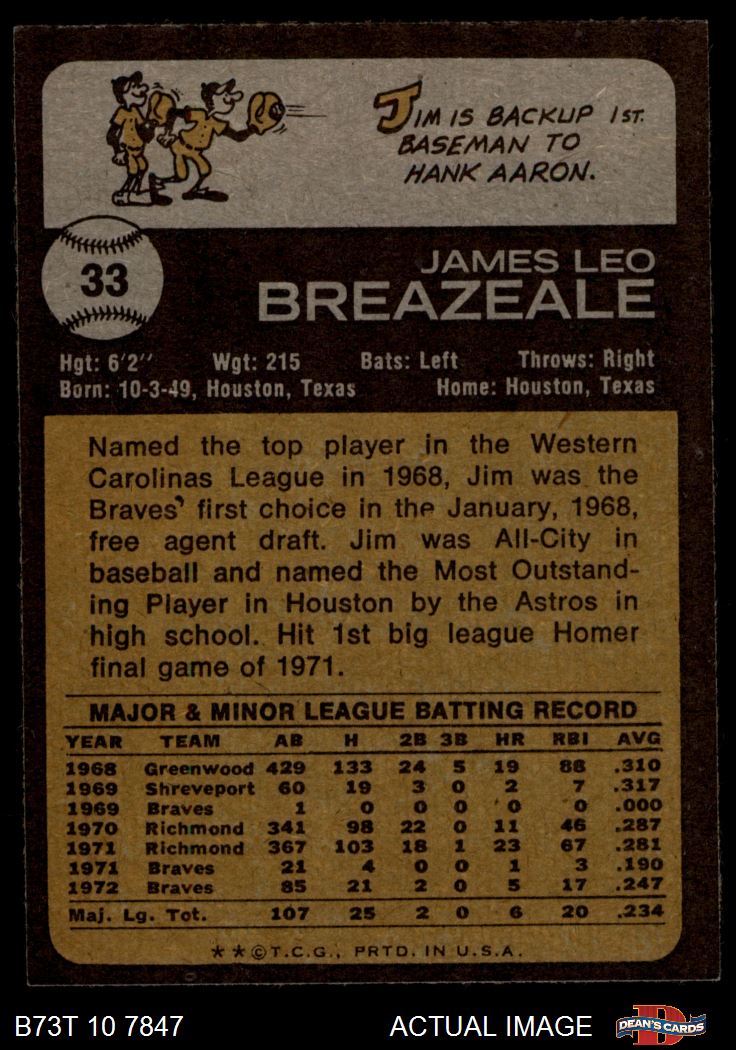 JIM IS BACKUP 1ST.
BASEMAN TO
HANK AARON.
33
JAMES LEO
BREAZEALE
Hgt: 6'2'' Wgt: 215 Bats: Left Throws: Right
Born: 10-3-49, Houston, Texas Home: Houston, Texas
Named the top player in the Western
Carolinas League in 1968, Jim was the
Braves' first choice in the January, 1968,
free agent draft. Jim was All-City in
baseball and named the Most Outstand-
ing Player in Houston by the Astros in
high school. Hit 1st big league Homer
final game of 1971.
MAJOR & MINOR LEAGUE BATTING RECORD
YEAR TEAM AB H 2B 3B HR RBI AVG
1968 Greenwood 429 133 24 5 19 88 .310
1969 Shreveport 60 19 3 0 2 7 .317
1969 Braves 1 0 0 0 0 0 .000
1970 Richmond 341 98 22 0 11 46 .287
1971 Richmond 367 103 18 1 23 67 .281
1971 Braves 21 4 0 0 1 3 .190
1972 Braves 85 21 2 0 5 17 .247
Maj. Lg. Tot. 107 25 2 0 6 20 .234
**©T.C.G., PRTD. IN U.S.A.
B73T 10 7847 ACTUAL IMAGE
DEAN'S CARDS